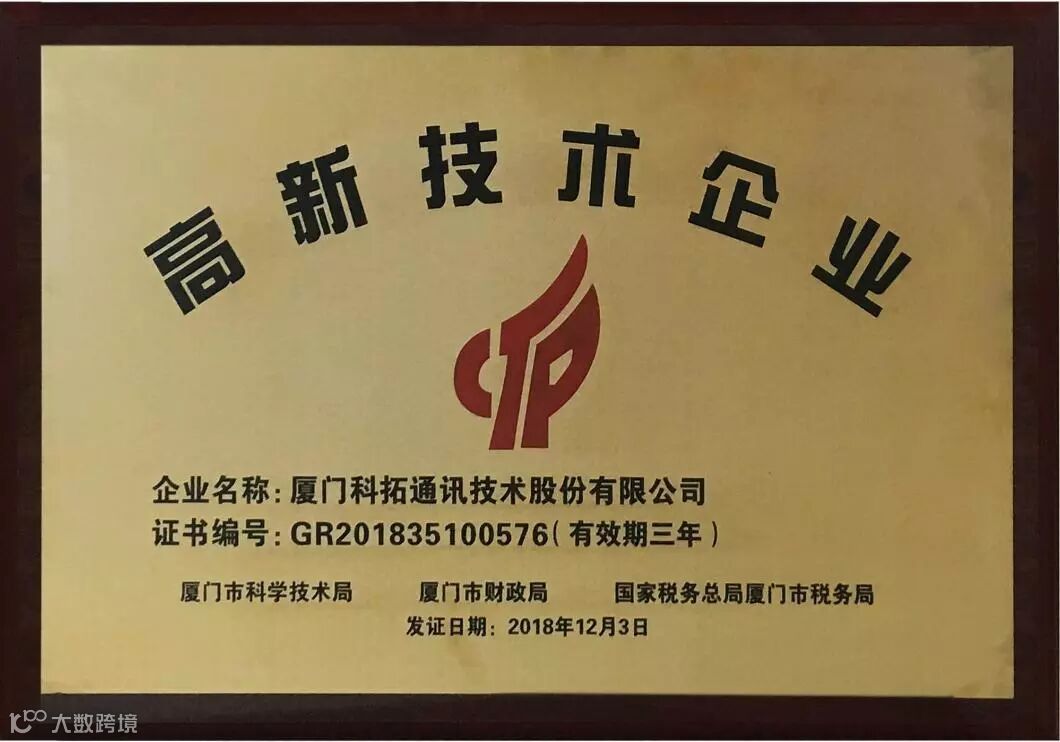 高新技术企业
CTP
企业名称：厦门科拓通讯技术股份有限公司
证书编号：GR201835100576（有效期三年）
厦门市科学技术局 厦门市财政局 国家税务总局厦门市税务局
发证日期：2018年12月3日
大数跨境